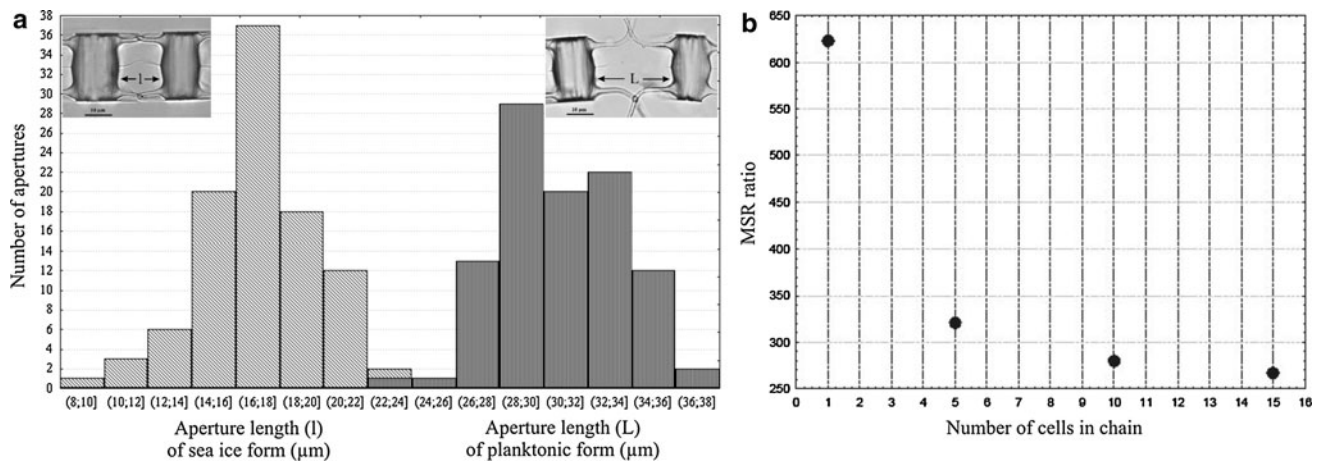 a
38
36
34
32
30
28
26
24
22
20
18
16
14
12
10
8
6
4
2
0
Number of apertures
l
10 µm
L
10 µm
(8;10] (10;12] (12;14] (14;16] (16;18] (18;20] (20;22] (22;24] (24;26] (26;28] (28;30] (30;32] (32;34] (34;36] (36;38]
Aperture length (l)
of sea ice form (µm)
Aperture length (L)
of planktonic form (µm)
b
650
600
550
500
450
400
350
300
250
MSR ratio
0 1 2 3 4 5 6 7 8 9 10 11 12 13 14 15 16
Number of cells in chain